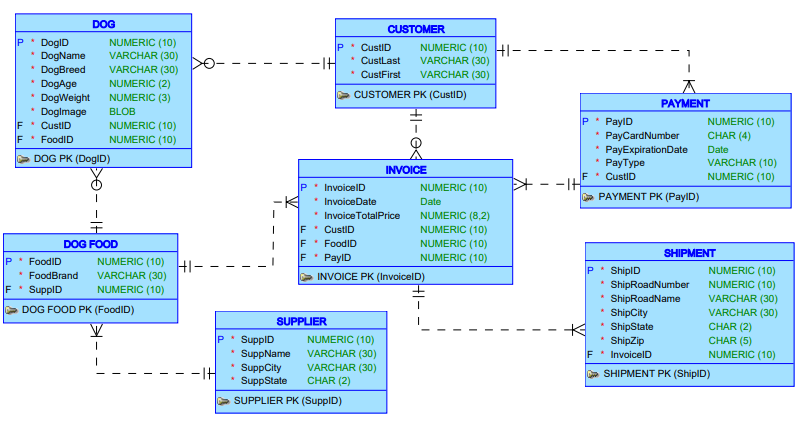 DOG
P * DogID NUMERIC (10)
* DogName VARCHAR (30)
* DogBreed VARCHAR (30)
* DogAge NUMERIC (2)
* DogWeight NUMERIC (3)
* DogImage BLOB
F * CustID NUMERIC (10)
F * FoodID NUMERIC (10)
DOG PK (DogID)
CUSTOMER
P * CustID NUMERIC (10)
* CustLast VARCHAR (30)
* CustFirst VARCHAR (30)
CUSTOMER PK (CustID)
PAYMENT
P * PayID NUMERIC (10)
* PayCardNumber CHAR (4)
* PayExpirationDate Date
* PayType VARCHAR (10)
F * CustID NUMERIC (10)
PAYMENT PK (PayID)
INVOICE
P * InvoiceID NUMERIC (10)
* InvoiceDate Date
* InvoiceTotalPrice NUMERIC (8,2)
F * CustID NUMERIC (10)
F * FoodID NUMERIC (10)
F * PayID NUMERIC (10)
INVOICE PK (InvoiceID)
DOG FOOD
P * FoodID NUMERIC (10)
* FoodBrand VARCHAR (30)
F * SuppID NUMERIC (10)
DOG FOOD PK (FoodID)
SHIPMENT
P * ShipID NUMERIC (10)
* ShipRoadNumber NUMERIC (10)
* ShipRoadName VARCHAR (30)
* ShipCity VARCHAR (30)
* ShipState CHAR (2)
* ShipZip CHAR (5)
F * InvoiceID NUMERIC (10)
SHIPMENT PK (ShipID)
SUPPLIER
P * SuppID NUMERIC (10)
* SuppName VARCHAR (30)
* SuppCity VARCHAR (30)
* SuppState CHAR (2)
SUPPLIER PK (SuppID)